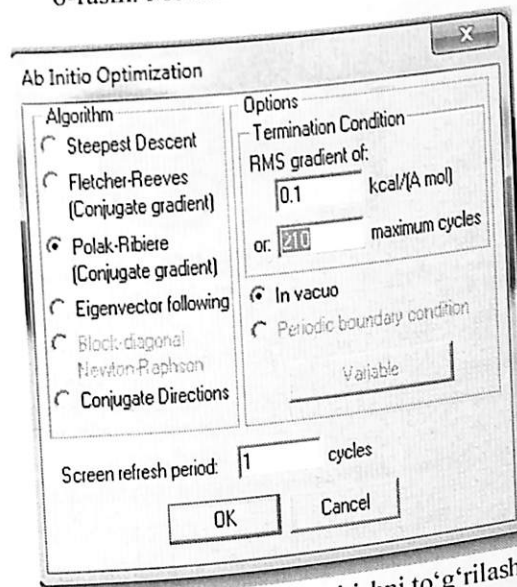 Ab Initio Optimization
Algorithm
Steepest Descent
Fletcher-Reeves
(Conjugate gradient)
Polak-Ribiere
(Conjugate gradient)
Eigenvector following
Block-diagonal
Newton-Raphson
Conjugate Directions
Options
Termination Condition
RMS gradient of:
0.1 kcal/(A mol)
or: 210 maximum cycles
In vacuo
Periodic boundary condition
Variable
Screen refresh period: 1 cycles
OK Cancel
to‘g‘rilash